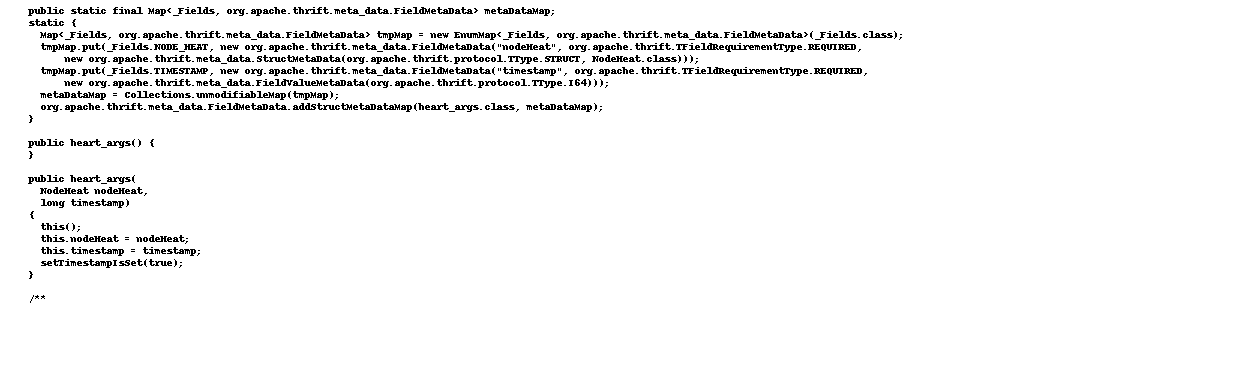 public static final Map<_Fields, org.apache.thrift.meta_data.FieldMetaData> metaDataMap;
static {
Map<_Fields, org.apache.thrift.meta_data.FieldMetaData> tmpMap = new EnumMap<_Fields, org.apache.thrift.meta_data.FieldMetaData>(_Fields.class);
tmpMap.put(_Fields.NODE_HEAT, new org.apache.thrift.meta_data.FieldMetaData("nodeHeat", org.apache.thrift.TFieldRequirementType.REQUIRED,
new org.apache.thrift.meta_data.StructMetaData(org.apache.thrift.protocol.TType.STRUCT, NodeHeat.class)));
tmpMap.put(_Fields.TIMESTAMP, new org.apache.thrift.meta_data.FieldMetaData("timestamp", org.apache.thrift.TFieldRequirementType.REQUIRED,
new org.apache.thrift.meta_data.FieldValueMetaData(org.apache.thrift.protocol.TType.I64)));
metaDataMap = Collections.unmodifiableMap(tmpMap);
org.apache.thrift.meta_data.FieldMetaData.addStructMetaDataMap(heart_args.class, metaDataMap);
}
public heart_args() {
}
public heart_args(
NodeHeat nodeHeat,
long timestamp)
{
this();
this.nodeHeat = nodeHeat;
this.timestamp = timestamp;
setTimestampIsSet(true);
}
/**